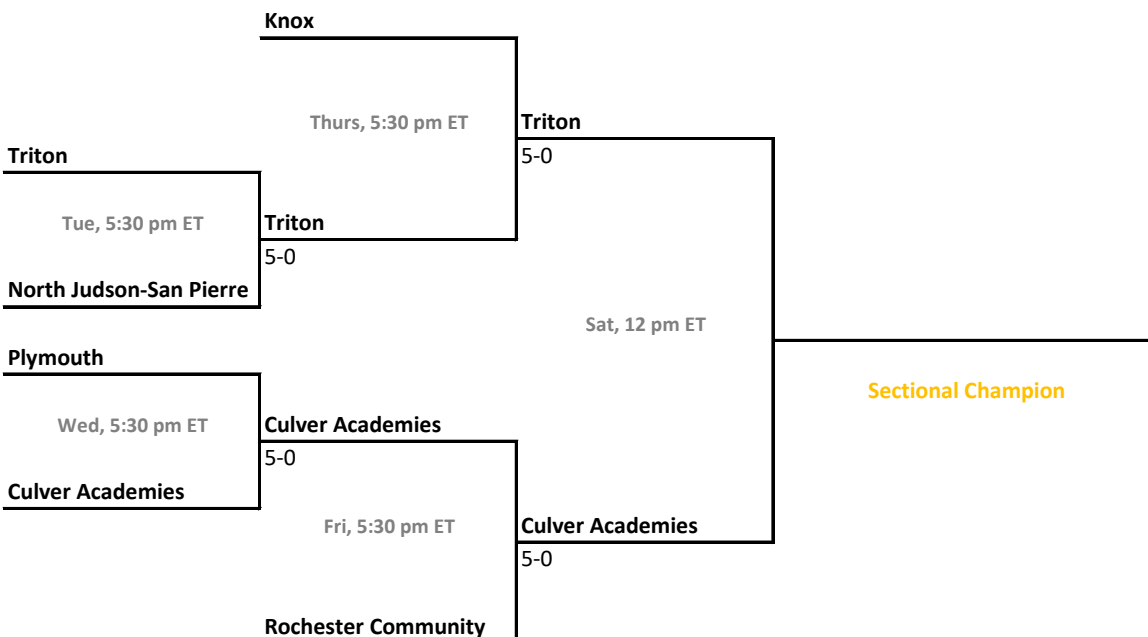 Knox
Thurs, 5:30 pm ET
Triton
5-0
Triton
Tue, 5:30 pm ET
Triton
5-0
North Judson-San Pierre
Sat, 12 pm ET
Plymouth
Sectional Champion
Wed, 5:30 pm ET
Culver Academies
5-0
Culver Academies
Fri, 5:30 pm ET
Culver Academies
5-0
Rochester Community